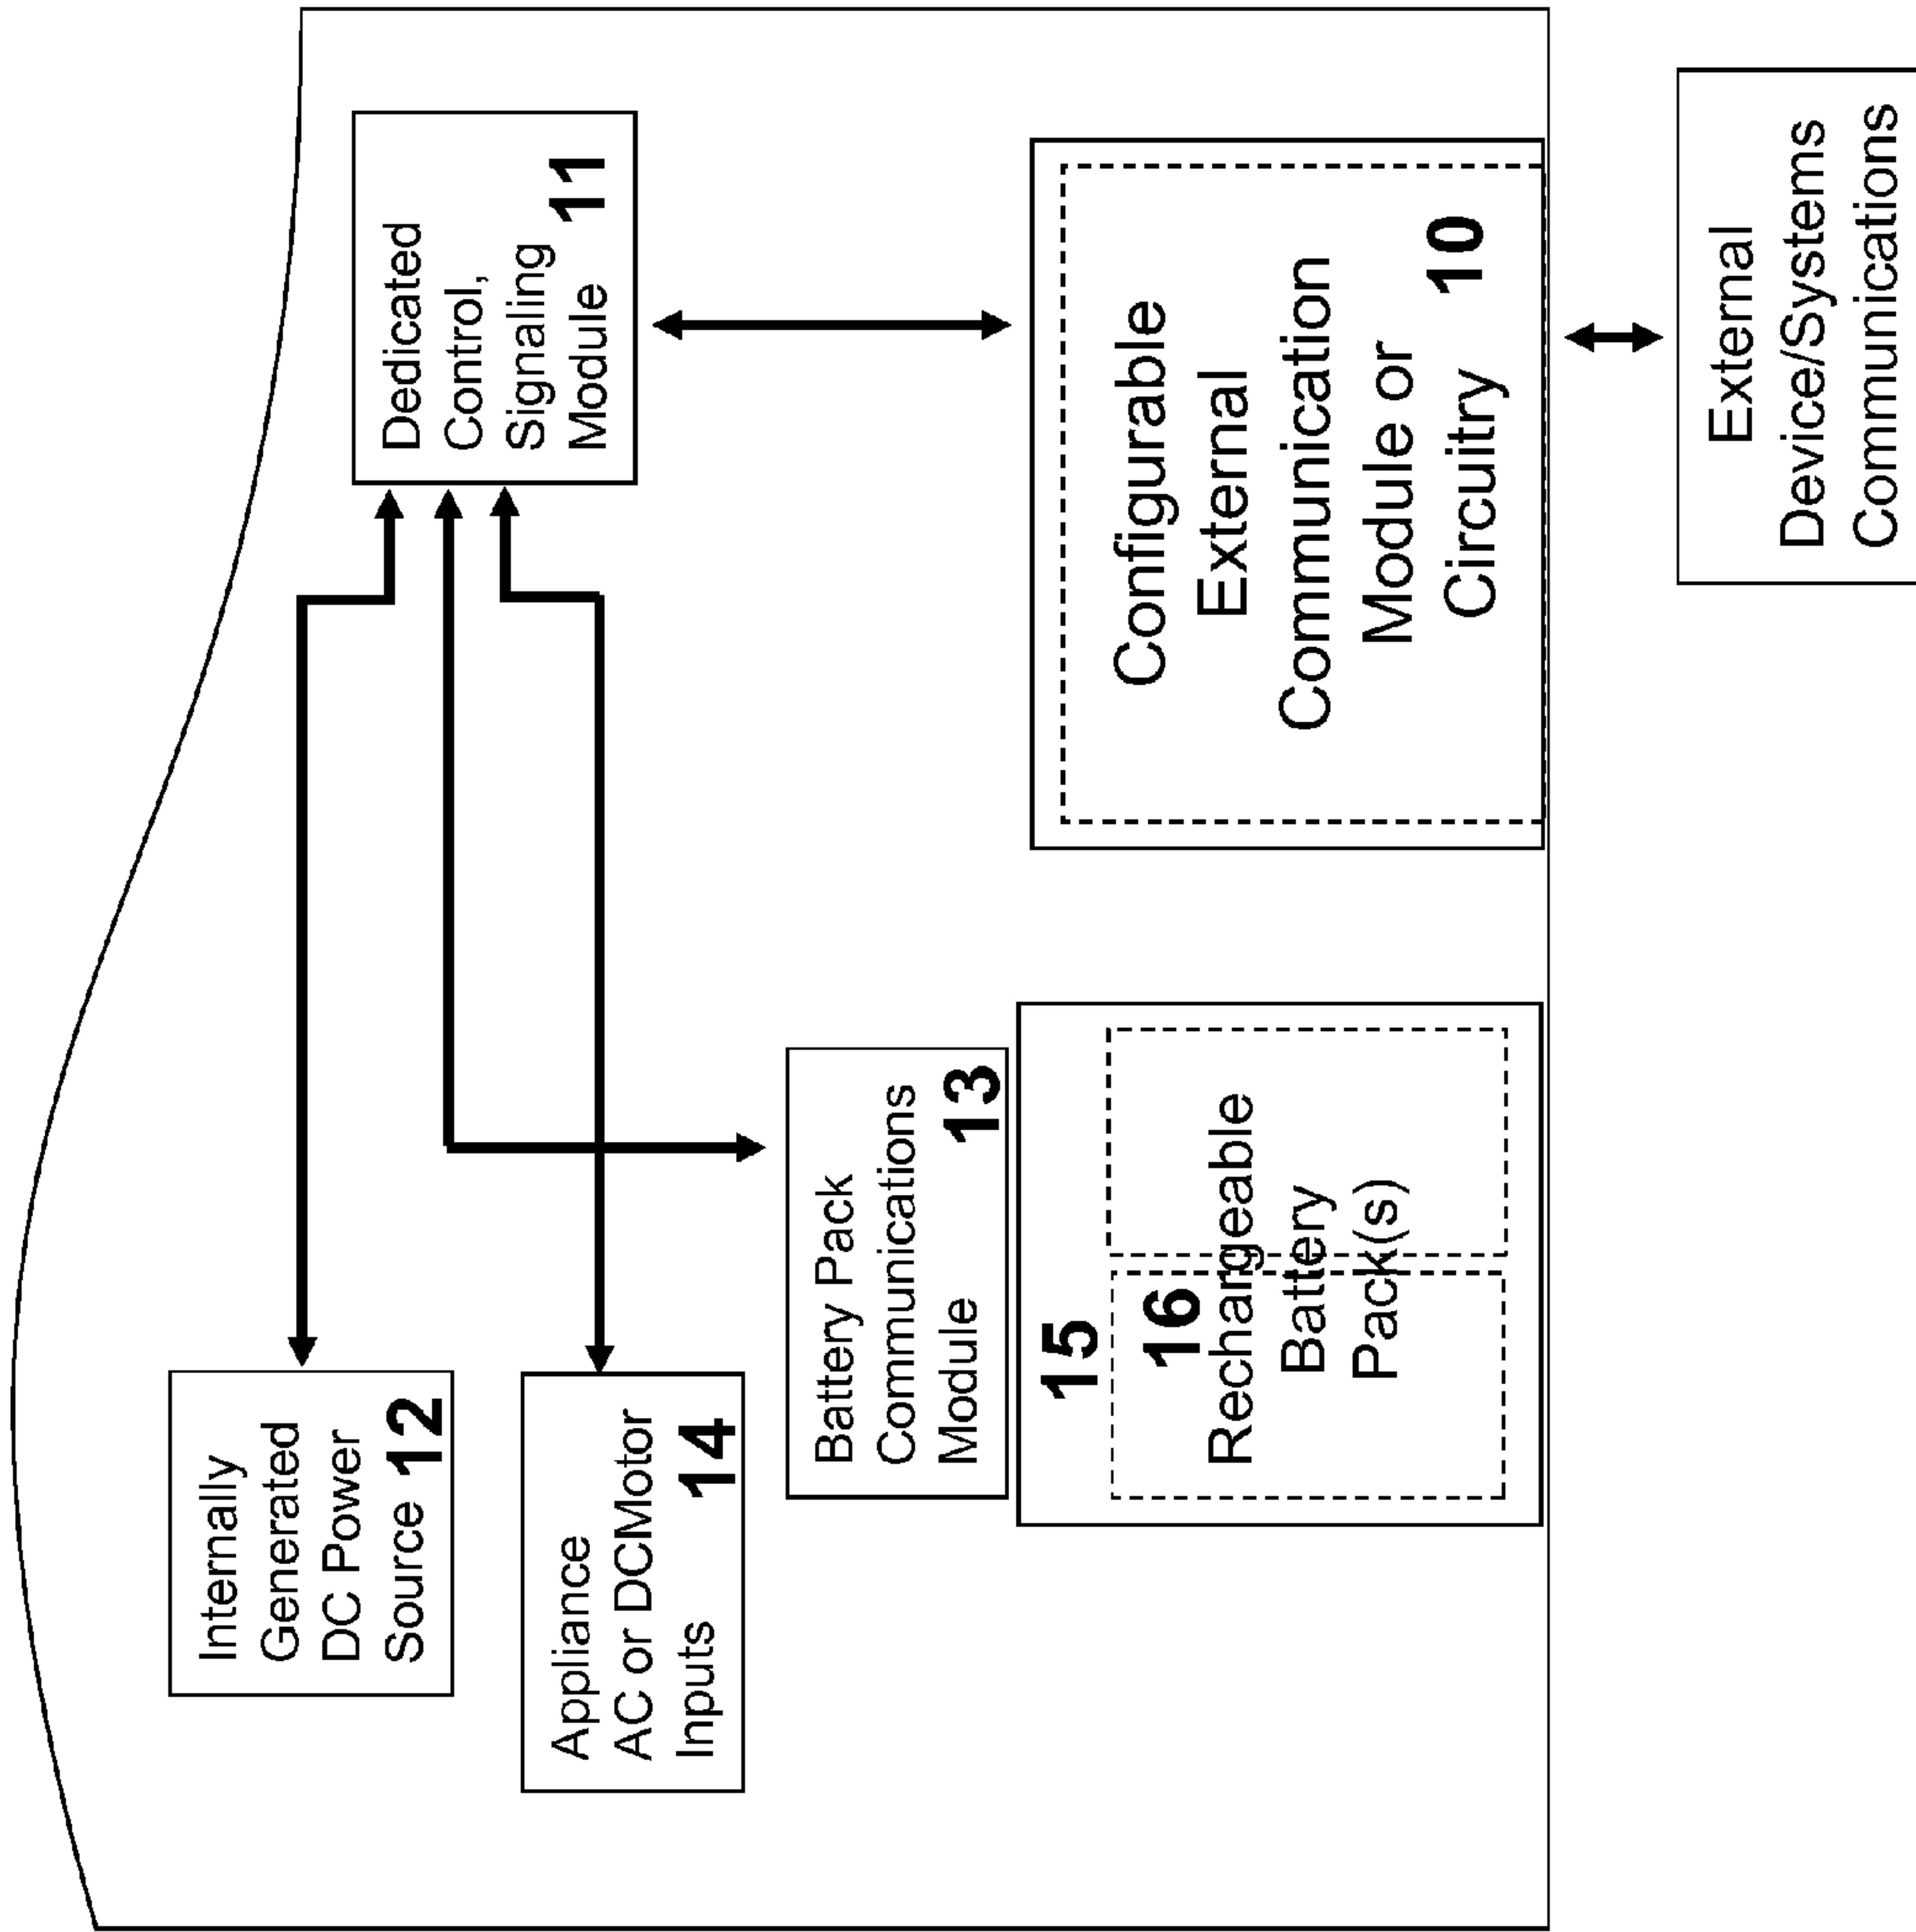 Internally
Generated
DC Power
Source 12
Appliance
AC or DCMotor
Inputs 14
Dedicated
Control,
Signaling
Module 11
Battery Pack
Communications
Module 13
15
16
Rechargeable
Battery
Pack(s)
Configurable
External
Communication
Module or
Circuitry 10
External
Device/Systems
Communications